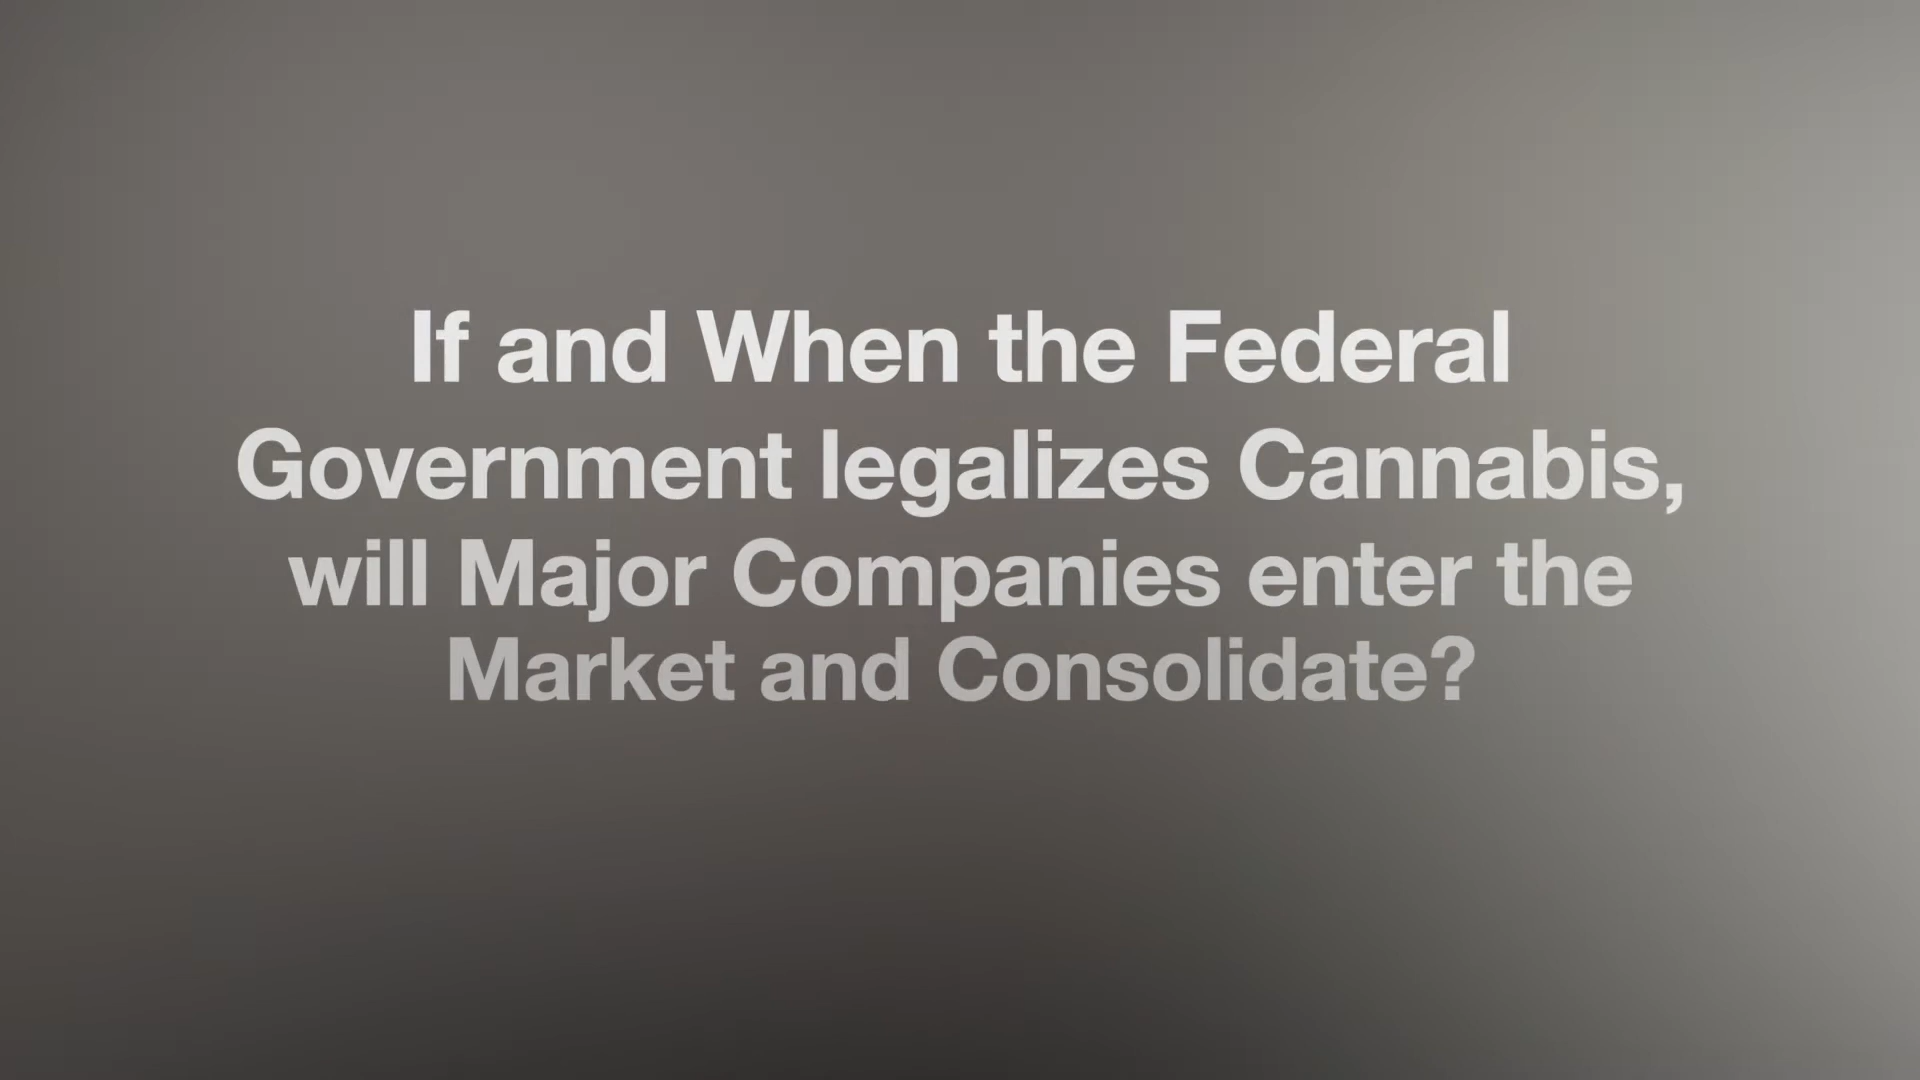 If and When the Federal
Government legalizes Cannabis,
will Major Companies enter the
Market and Consolidate?